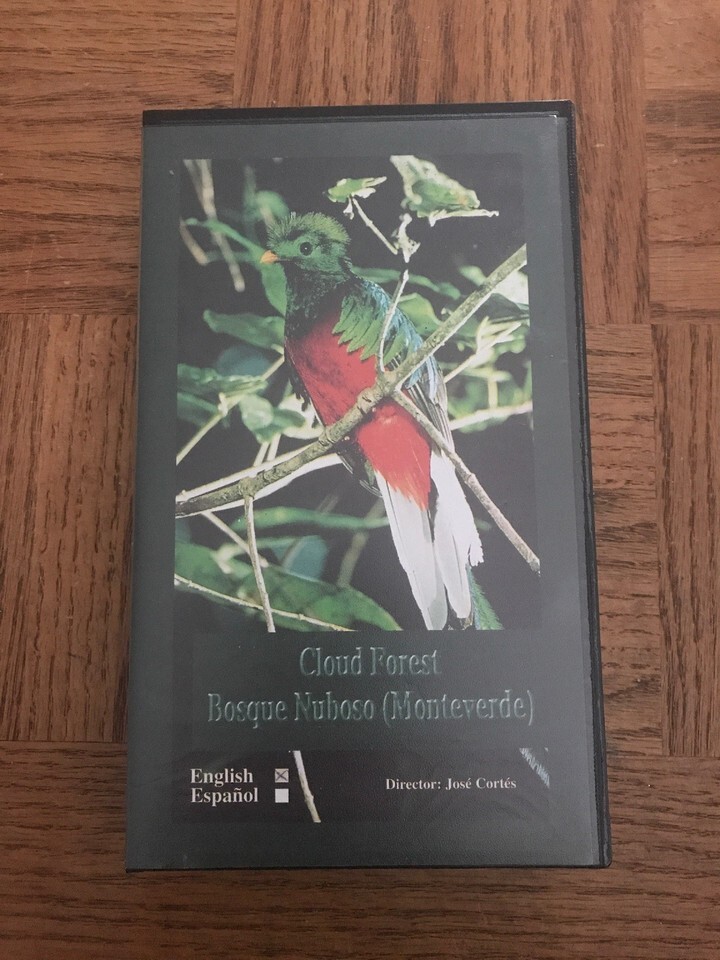 Cloud Forest
Bosque Nuboso (Monteverde)
English
Español
Director: José Cortés